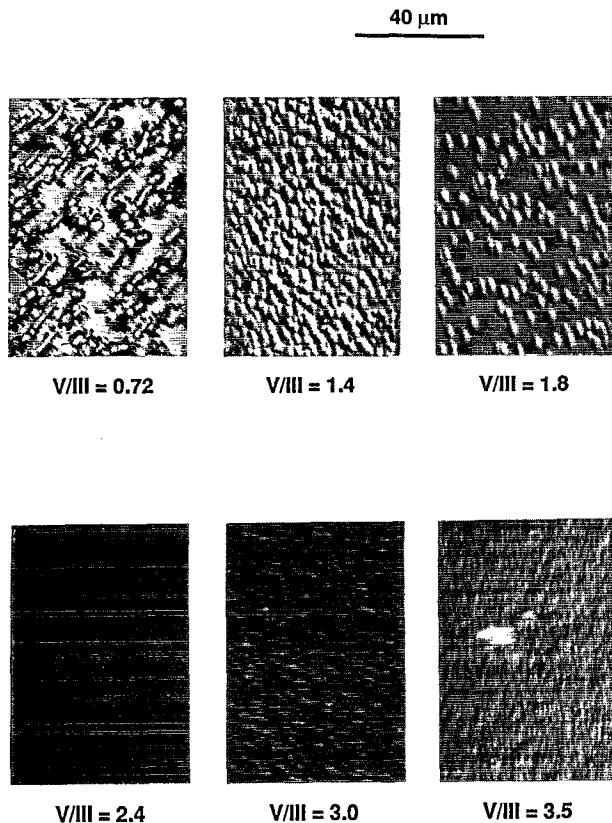 40 μm
V/III = 0.72
V/III = 1.4
V/III = 1.8
V/III = 2.4
V/III = 3.0
V/III = 3.5